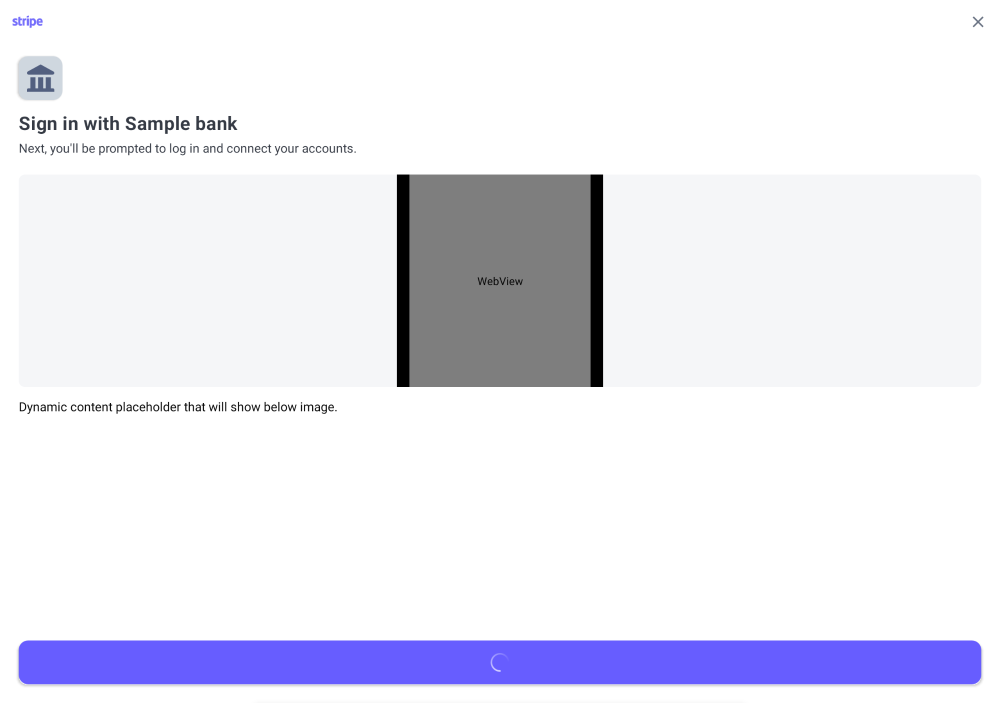 stripe
Sign in with Sample bank
Next, you'll be prompted to log in and connect your accounts.
WebView
Dynamic content placeholder that will show below image.